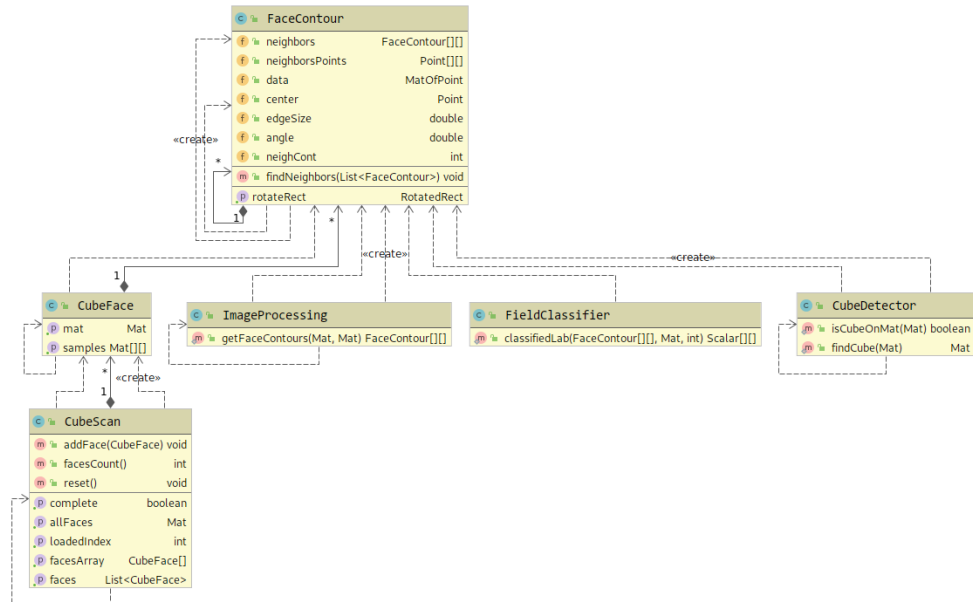 FaceContour
neighbors FaceContour[][]
neighborsPoints Point[][]
data MatOfPoint
center Point
edgeSize double
«create»
angle double
neighCont int
*
findNeighbors(List<FaceContour>) void
rotateRect RotatedRect
1
*
«create»
«create»
1
CubeFace
mat Mat
samples Mat[][]
ImageProcessing
getFaceContours(Mat, Mat) FaceContour[][]
FieldClassifier
classifiedLab(FaceContour[][], Mat, int) Scalar[][]
CubeDetector
isCubeOnMat(Mat) boolean
findCube(Mat) Mat
*
«create»
1
CubeScan
addFace(CubeFace) void
facesCount() int
reset() void
complete boolean
allFaces Mat
loadedIndex int
facesArray CubeFace[]
faces List<CubeFace>